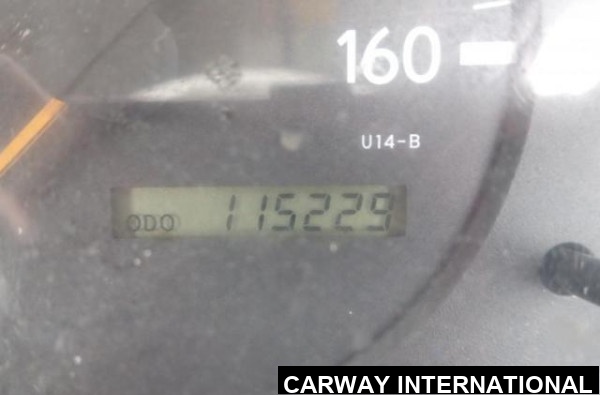 160
U14-B
ODO 115229
CARWAY INTERNATIONAL